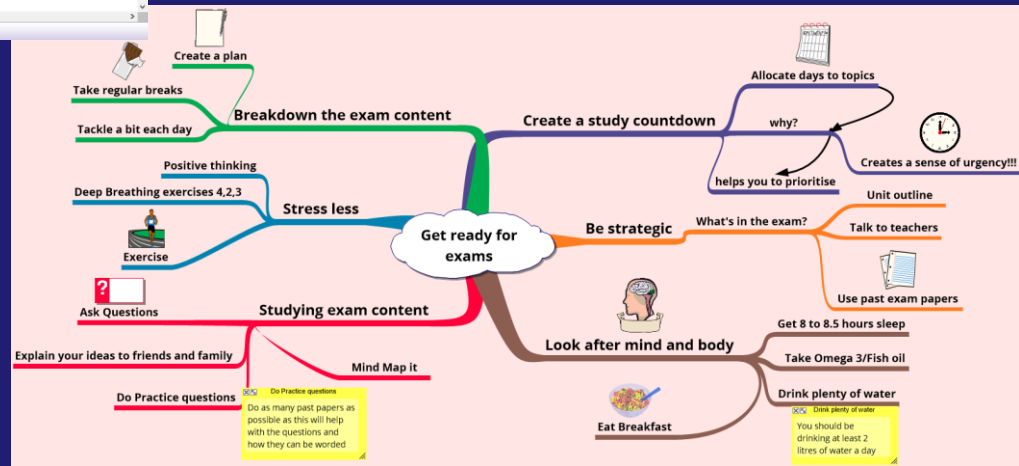 Get ready for
exams
Create a plan
Take regular breaks
Tackle a bit each day
Breakdown the exam content
Create a study countdown
Allocate days to topics
why?
Creates a sense of urgency!!!
helps you to prioritise
Positive thinking
Deep Breathing exercises 4,2,3
Stress less
Exercise
Be strategic
What's in the exam?
Unit outline
Talk to teachers
Use past exam papers
?
Ask Questions
Studying exam content
Explain your ideas to friends and family
Mind Map it
Do Practice questions
Do Practice questions
Do as many past papers as
possible as this will help
with the questions and
how they can be worded
Look after mind and body
Get 8 to 8.5 hours sleep
Take Omega 3/Fish oil
Drink plenty of water
Drink plenty of water
You should be
drinking at least 2
litres of water a day
Eat Breakfast